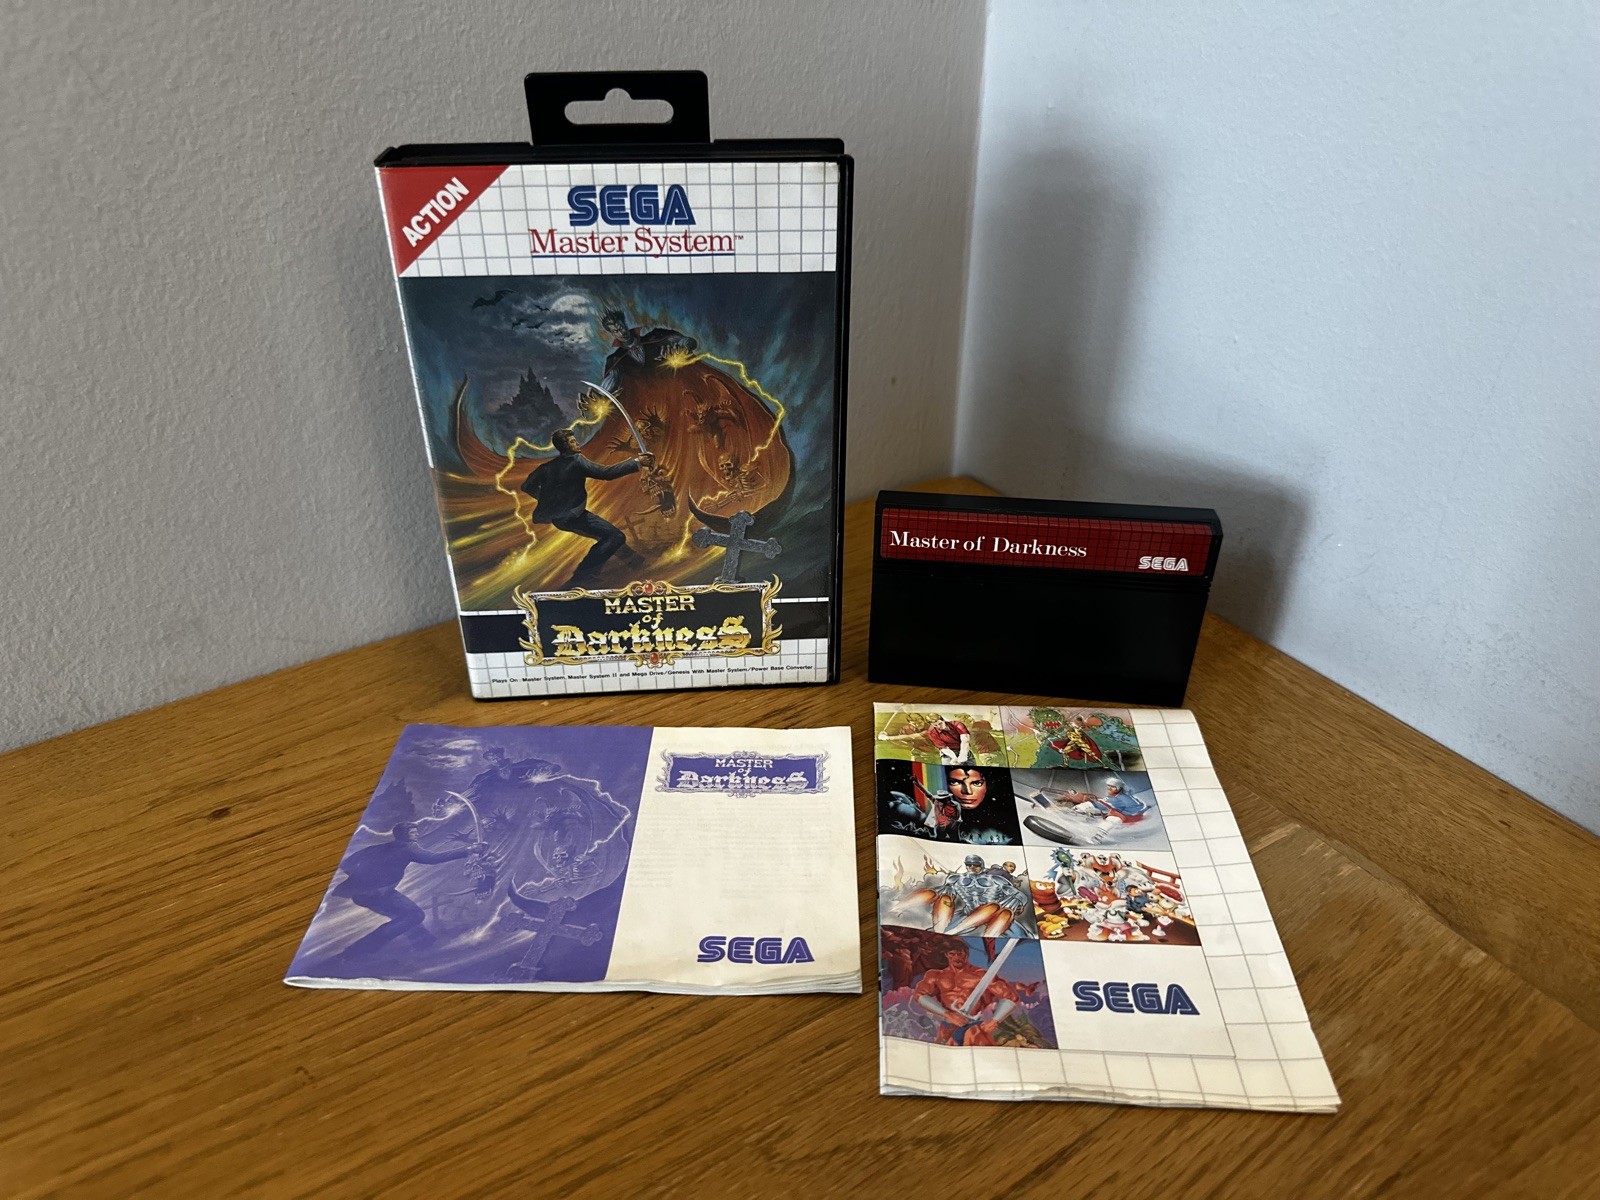 ACTION
SEGA
Master System™
MASTER
of
Darkness
Plays On: Master System, Master System II and Mega Drive/Genesis With Master System/Power Base Converter
Master of Darkness
SEGA
MASTER
of
Darkness
SEGA
SEGA